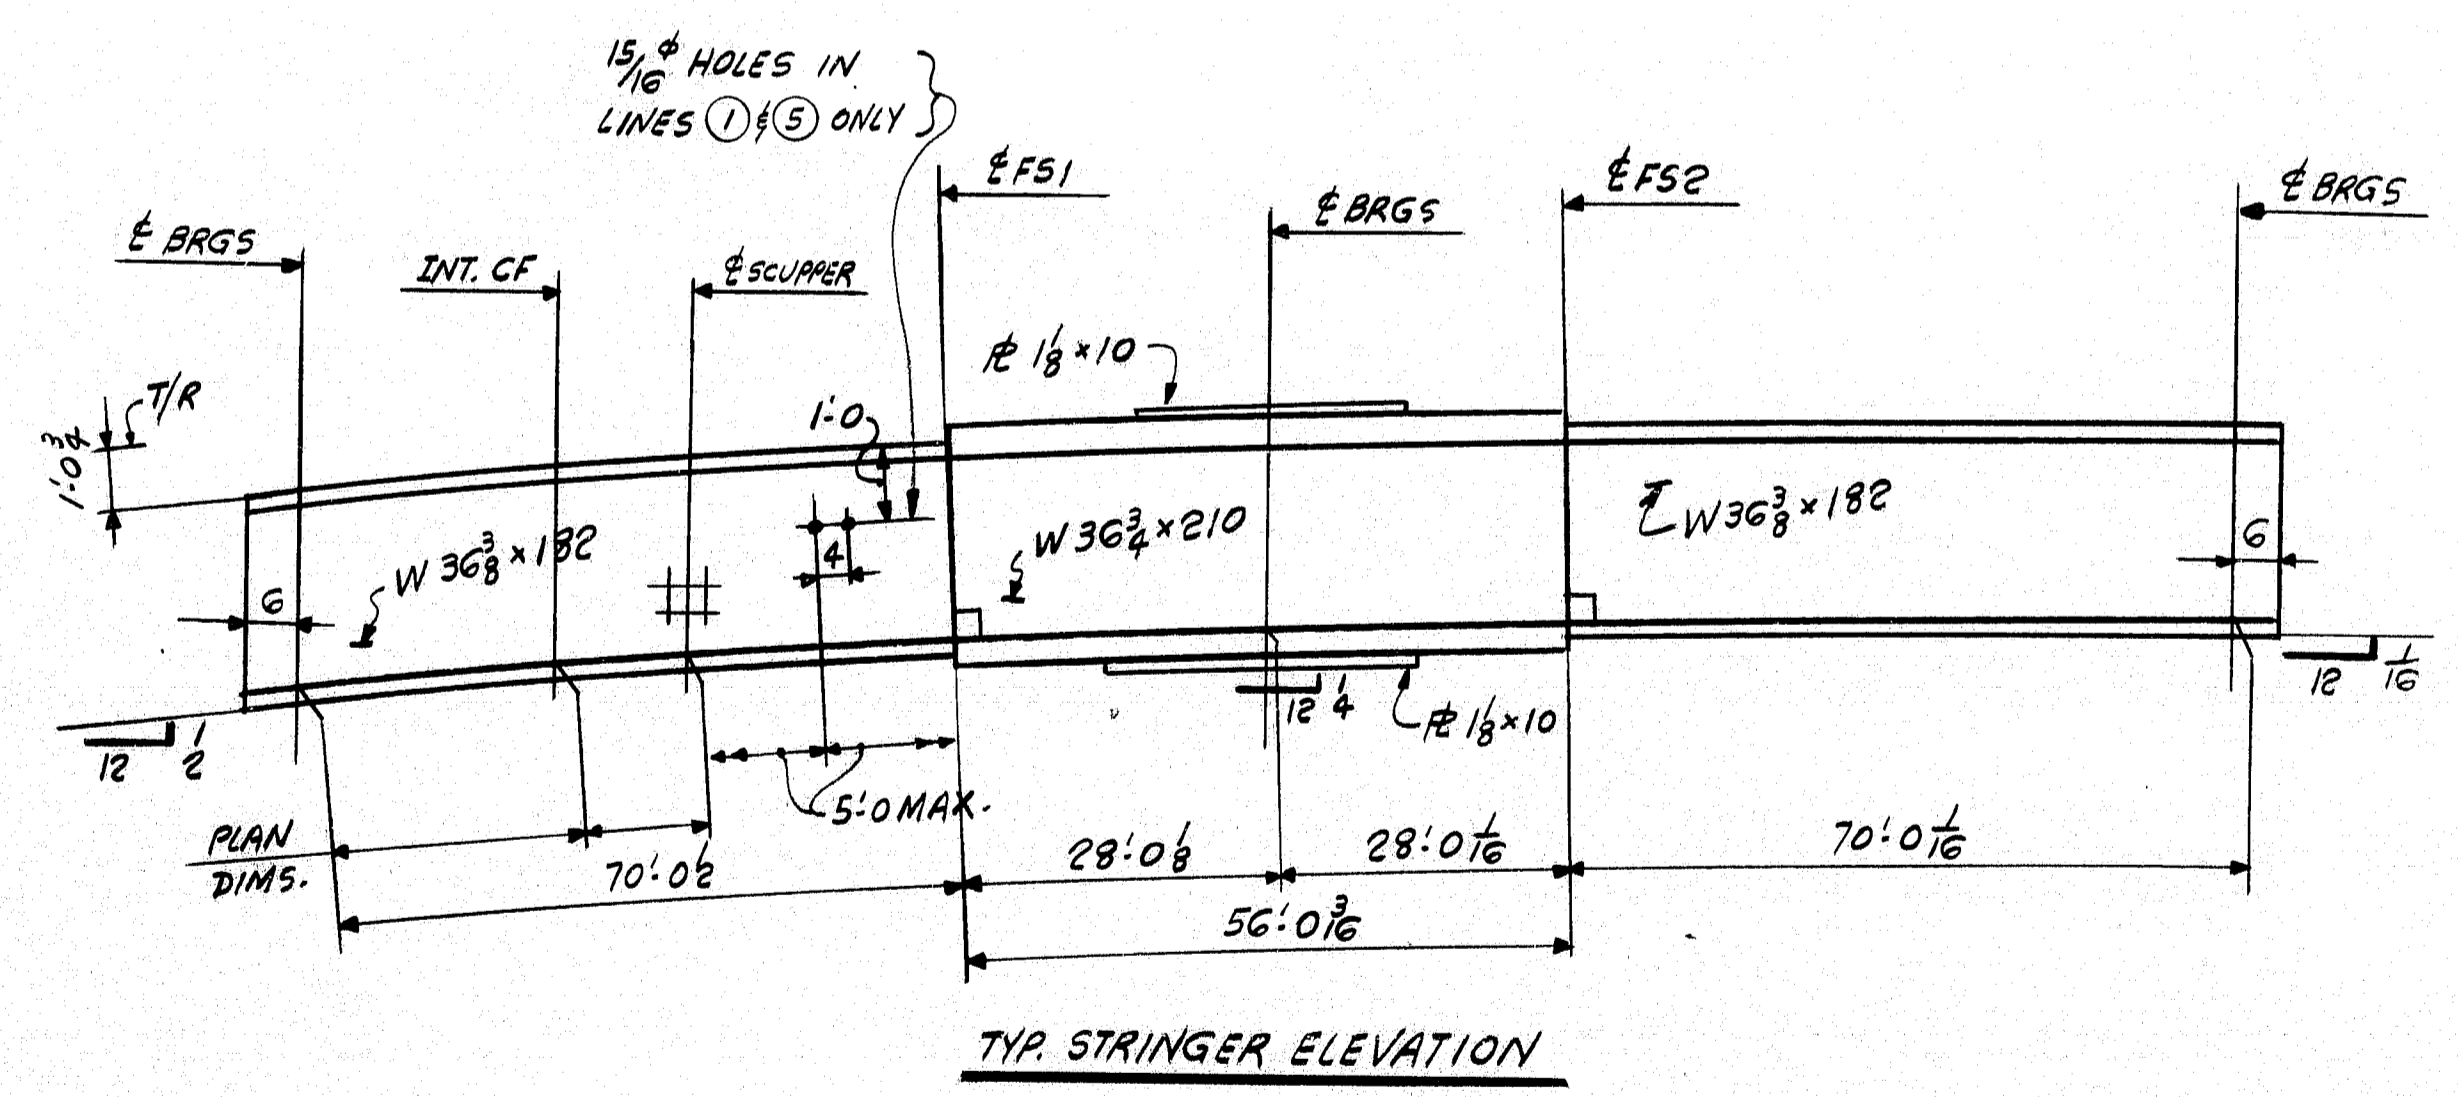 15/16 φ HOLES IN
LINES ① & ⑤ ONLY
℄ FS1
℄ FS2
℄ BRGS
℄ BRGS
℄ BRGS
INT. CF
℄ SCUPPER
℄ 1 1/8 × 10
T/R
1'-0 3/4
1'-0
4
W 36 3/4 × 210
W 36 3/8 × 182
W 36 3/8 × 182
6
6
12 1/2
12 1/4
℄ 1 1/8 × 10
12 1/16
5'-0 MAX.
PLAN
DIMS.
70'-0 1/2
28'-0 1/8
28'-0 1/16
70'-0 1/16
56'-0 3/16
TYP. STRINGER ELEVATION